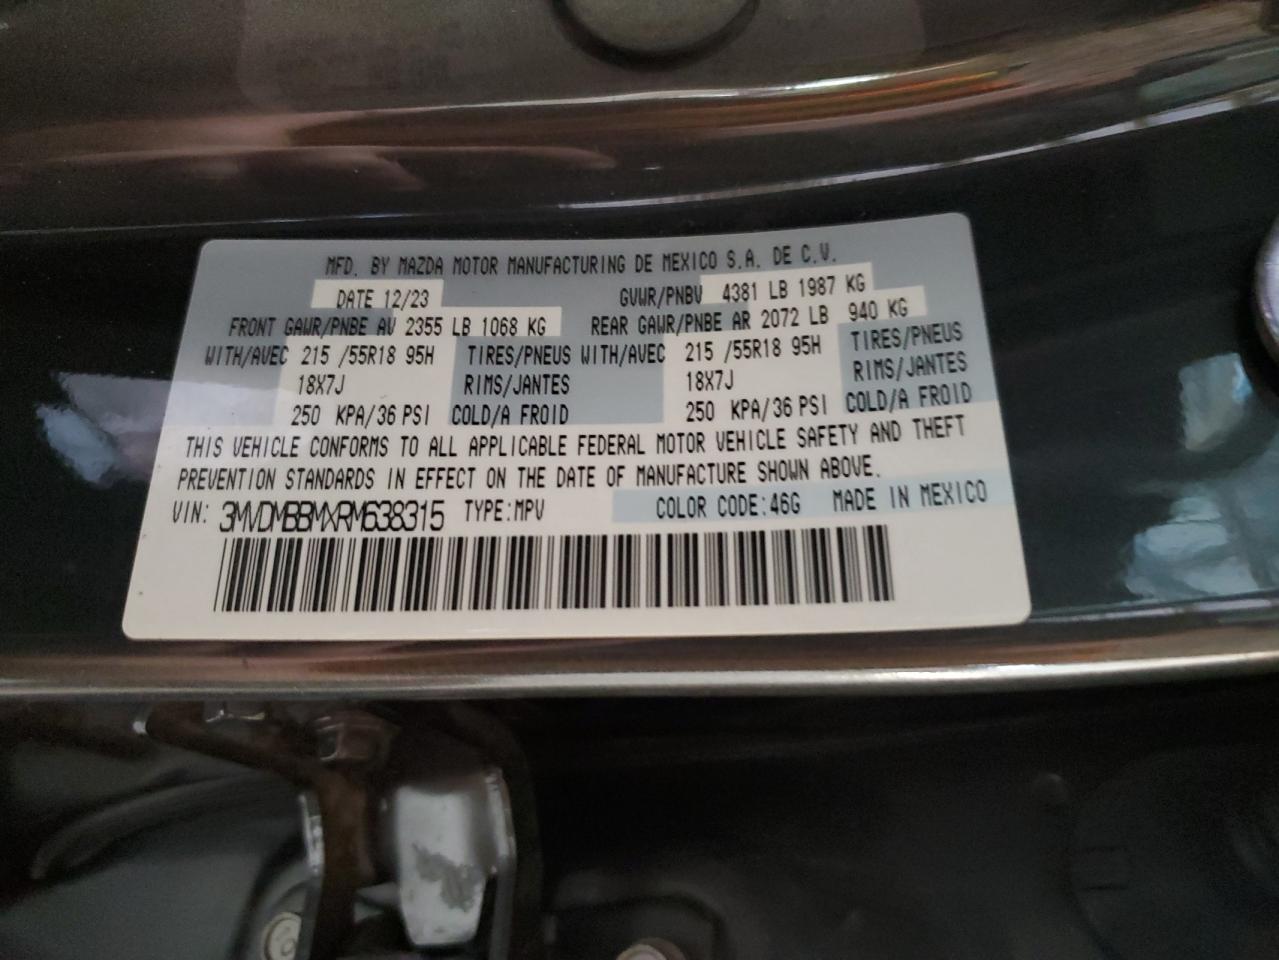 MFD. BY MAZDA MOTOR MANUFACTURING DE MEXICO S.A. DE C.V.
DATE 12/23 GVWR/PNBV 4381 LB 1987 KG
FRONT GAWR/PNBE AV 2355 LB 1068 KG REAR GAWR/PNBE AR 2072 LB 940 KG
WITH/AVEC 215 /55R18 95H TIRES/PNEUS WITH/AVEC 215 /55R18 95H TIRES/PNEUS
18X7J RIMS/JANTES 18X7J RIMS/JANTES
250 KPA/36 PSI COLD/A FROID 250 KPA/36 PSI COLD/A FROID
THIS VEHICLE CONFORMS TO ALL APPLICABLE FEDERAL MOTOR VEHICLE SAFETY AND THEFT
PREVENTION STANDARDS IN EFFECT ON THE DATE OF MANUFACTURE SHOWN ABOVE.
VIN: 3MVDMBBMXRM638315 TYPE:MPV COLOR CODE:46G MADE IN MEXICO